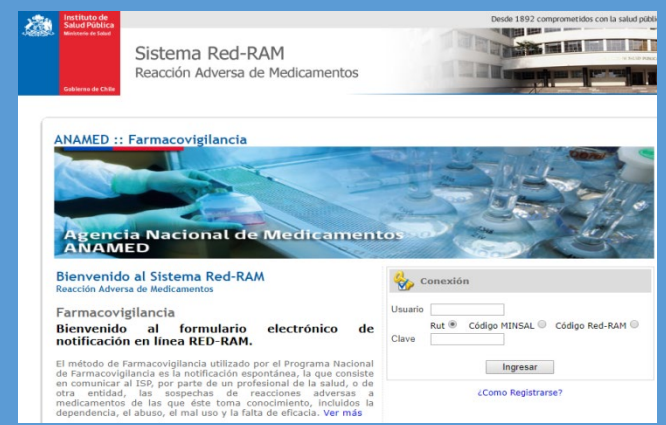 Instituto de
Salud Pública
Ministerio de Salud
Gobierno de Chile
Desde 1892 comprometidos con la salud públic
Sistema Red-RAM
Reacción Adversa de Medicamentos
ANAMED :: Farmacovigilancia
Agencia Nacional de Medicamentos
ANAMED
Bienvenido al Sistema Red-RAM
Reacción Adversa de Medicamentos
Farmacovigilancia
Bienvenido al formulario electrónico de
notificación en línea RED-RAM.
El método de Farmacovigilancia utilizado por el Programa Nacional
de Farmacovigilancia es la notificación espontánea, la que consiste
en comunicar al ISP, por parte de un profesional de la salud, o de
otra entidad, las sospechas de reacciones adversas a
medicamentos de las que éste toma conocimiento, incluidos la
dependencia, el abuso, el mal uso y la falta de eficacia. Ver más
Conexión
Usuario
Rut Código MINSAL Código Red-RAM
Clave
Ingresar
¿Como Registrarse?